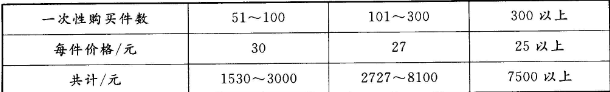 一次性购买件数 51～100 101～300 300 以上
每件价格/元 30 27 25 以上
共计/元 1530～3000 2727～8100 7500 以上